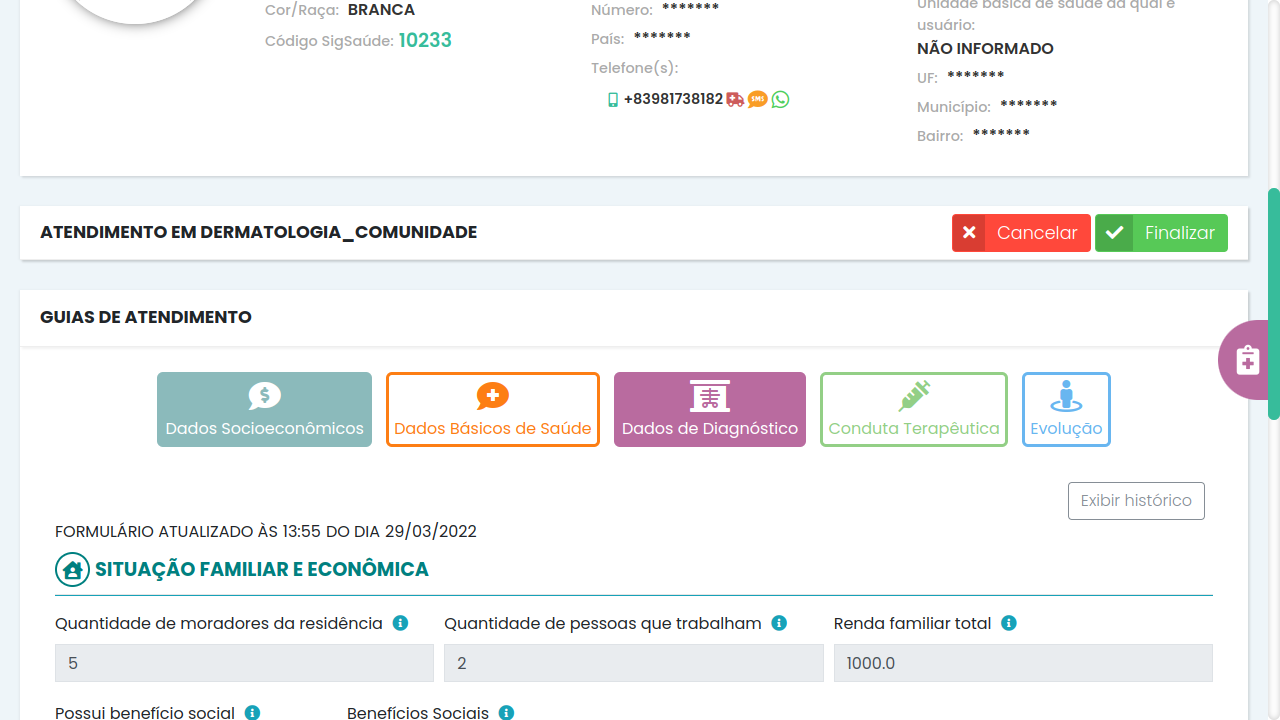 Cor/Raça: BRANCA
Código SigSaúde: 10233
Número: *******
País: *******
Telefone(s):
+83981738182 SMS
Unidade básica de saúde da qual é
usuário:
NÃO INFORMADO
UF: *******
Município: *******
Bairro: *******
ATENDIMENTO EM DERMATOLOGIA_COMUNIDADE
Cancelar
Finalizar
GUIAS DE ATENDIMENTO
Dados Socioeconômicos
Dados Básicos de Saúde
Dados de Diagnóstico
Conduta Terapêutica
Evolução
Exibir histórico
FORMULÁRIO ATUALIZADO ÀS 13:55 DO DIA 29/03/2022
SITUAÇÃO FAMILIAR E ECONÔMICA
Quantidade de moradores da residência
Quantidade de pessoas que trabalham
Renda familiar total
5
2
1000.0
Possui benefício social
Benefícios Sociais